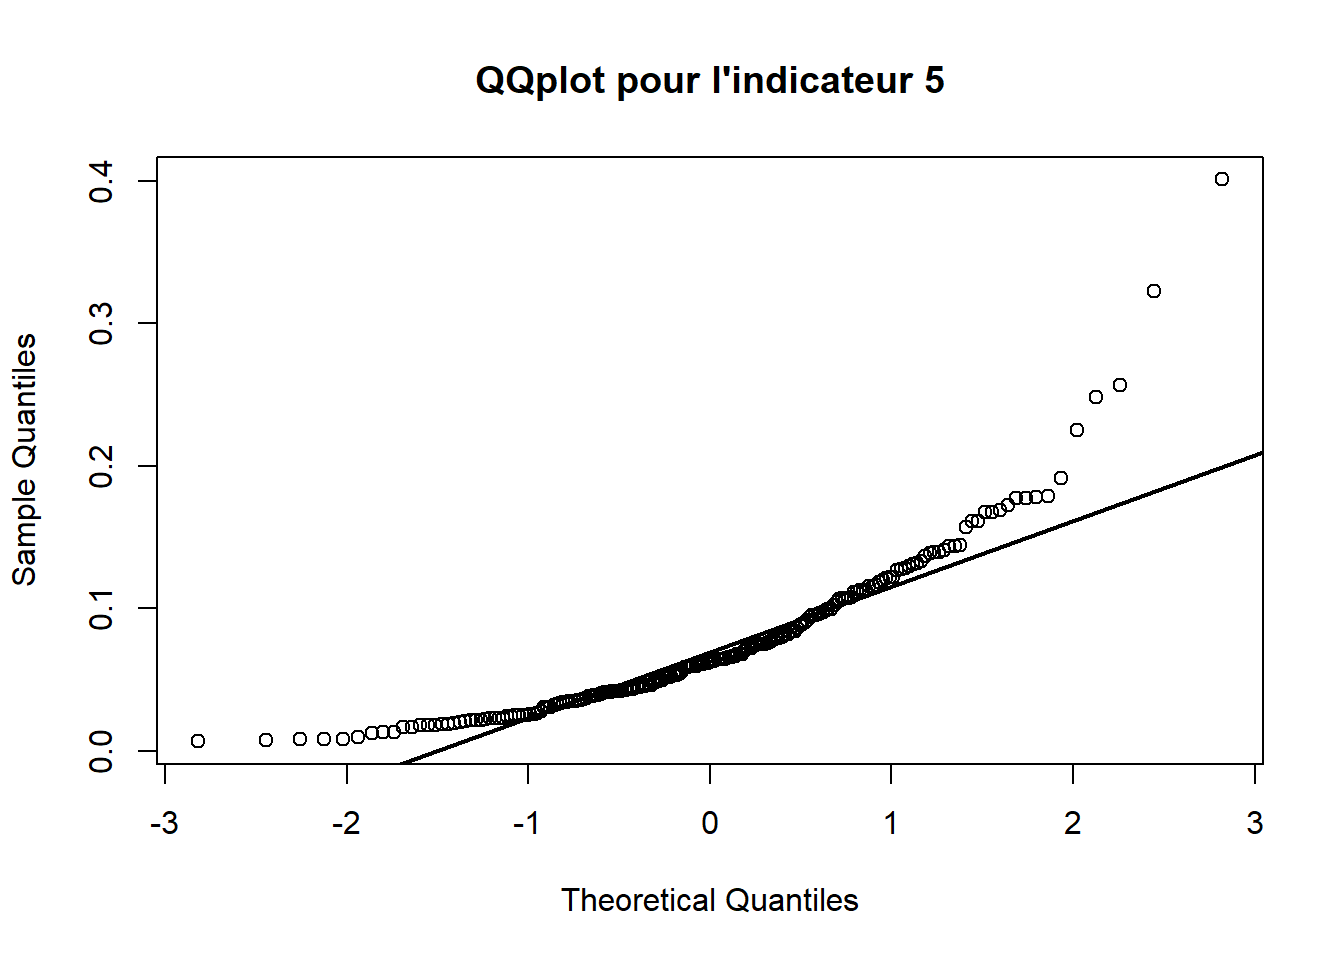 QQplot pour l'indicateur 5
Sample Quantiles
0.4
0.3
0.2
0.1
0.0
-3 -2 -1 0 1 2 3
Theoretical Quantiles